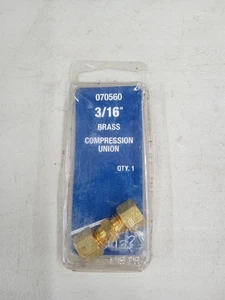 070560
3/16"
BRASS
COMPRESSION
UNION
QTY. 1